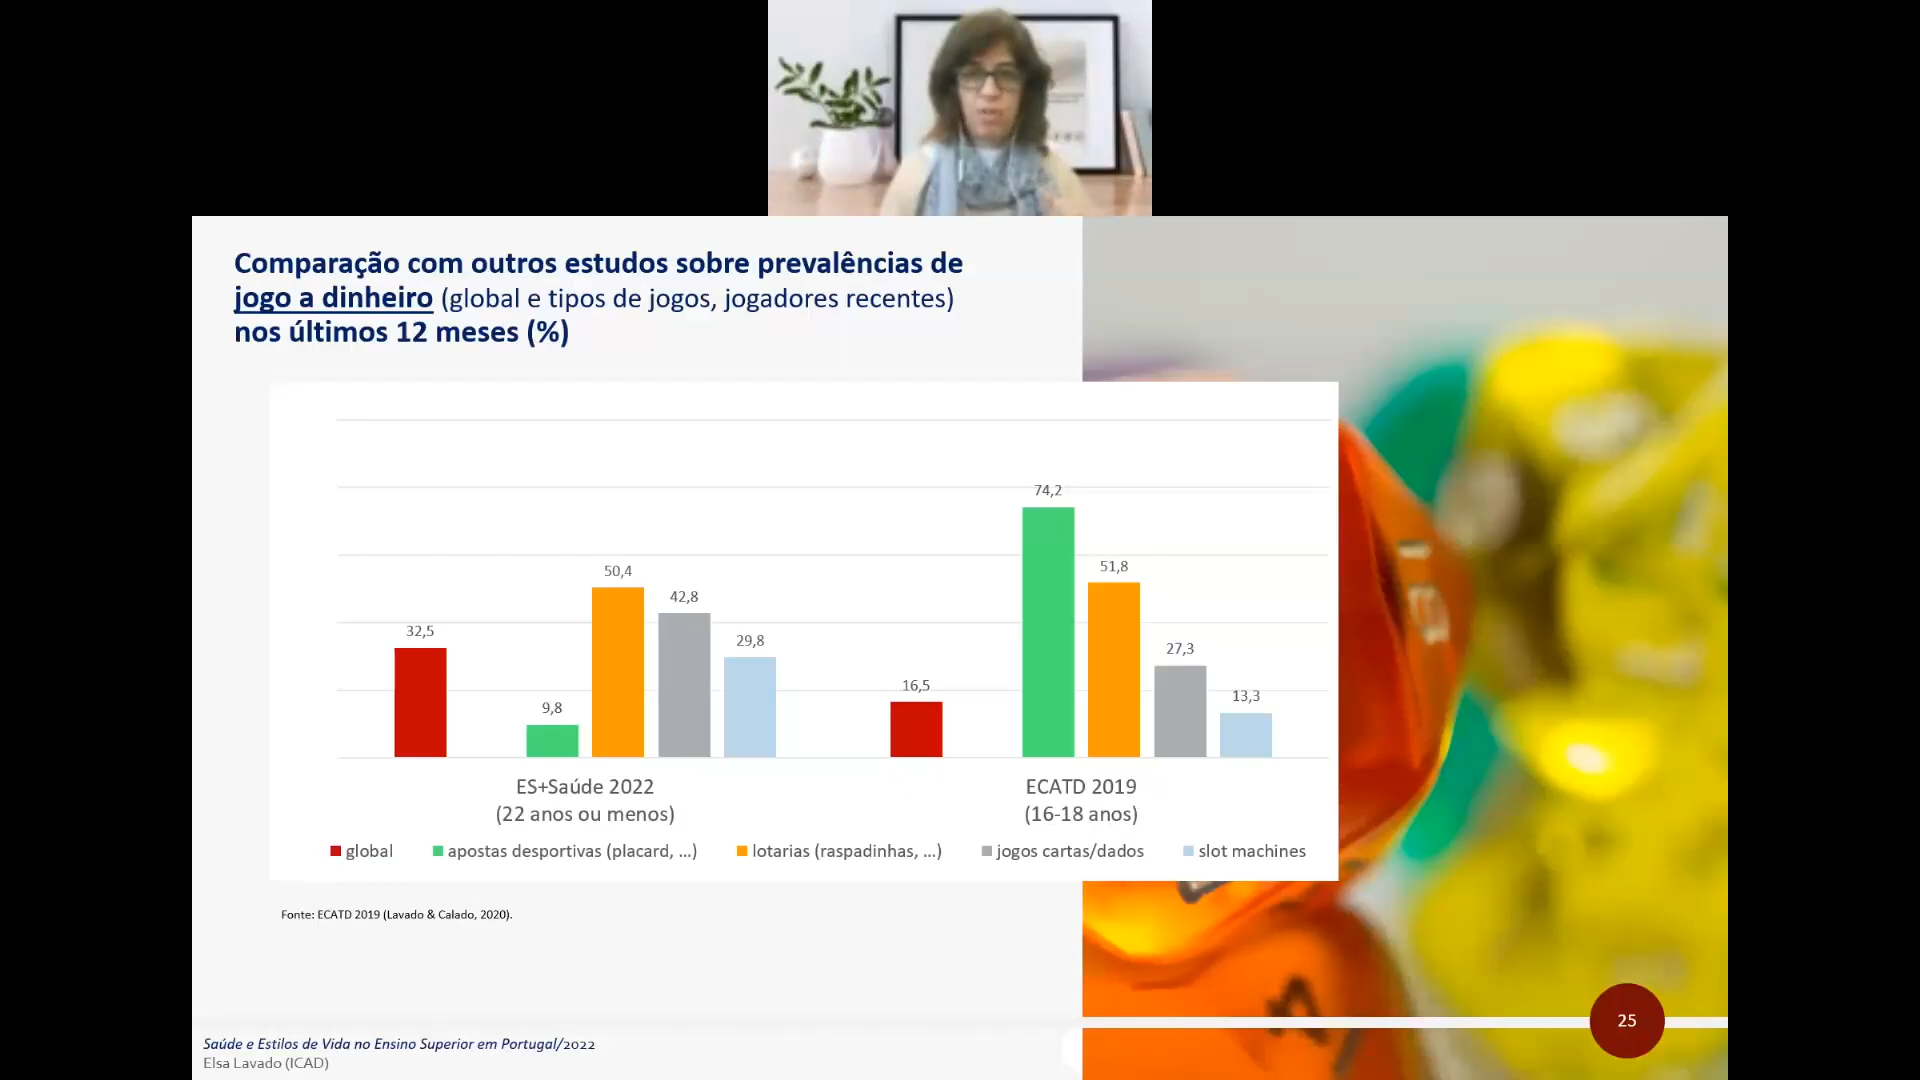 Comparação com outros estudos sobre prevalências de
jogo a dinheiro (global e tipos de jogos, jogadores recentes)
nos últimos 12 meses (%)
74,2
50,4
51,8
42,8
32,5
29,8
27,3
16,5
13,3
9,8
ES+Saúde 2022
(22 anos ou menos)
ECATD 2019
(16-18 anos)
global
apostas desportivas (placard, ...)
lotarias (raspadinhas, ...)
jogos cartas/dados
slot machines
Fonte: ECATD 2019 (Lavado & Calado, 2020).
25
Saúde e Estilos de Vida no Ensino Superior em Portugal/2022
Elsa Lavado (ICAD)